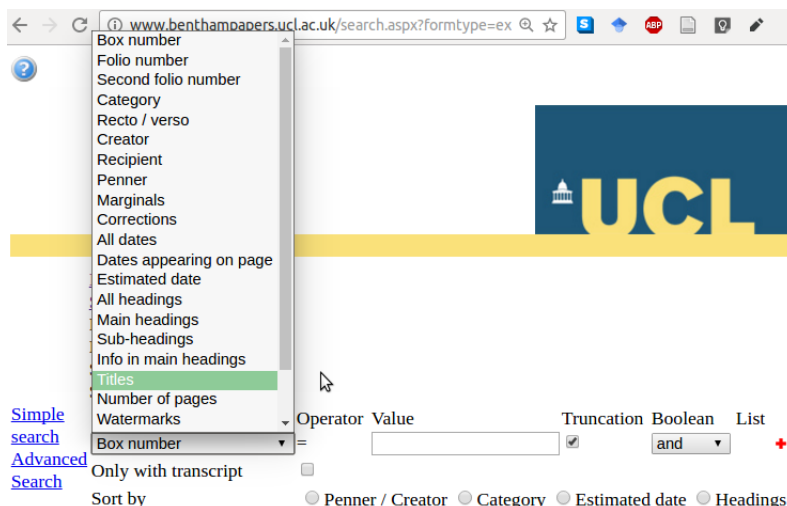 www.benthampapers.ucl.ac.uk/search.aspx?formtype=ex
S
ABP
Box number
Folio number
Second folio number
Category
Recto / verso
Creator
Recipient
Penner
Marginals
Corrections
All dates
Dates appearing on page
Estimated date
All headings
Main headings
Sub-headings
Info in main headings
Titles
Number of pages
Watermarks
UCL
Simple
search
Advanced
Search
Operator Value Truncation Boolean List
Box number = and
Only with transcript
Sort by Penner / Creator Category Estimated date Headings